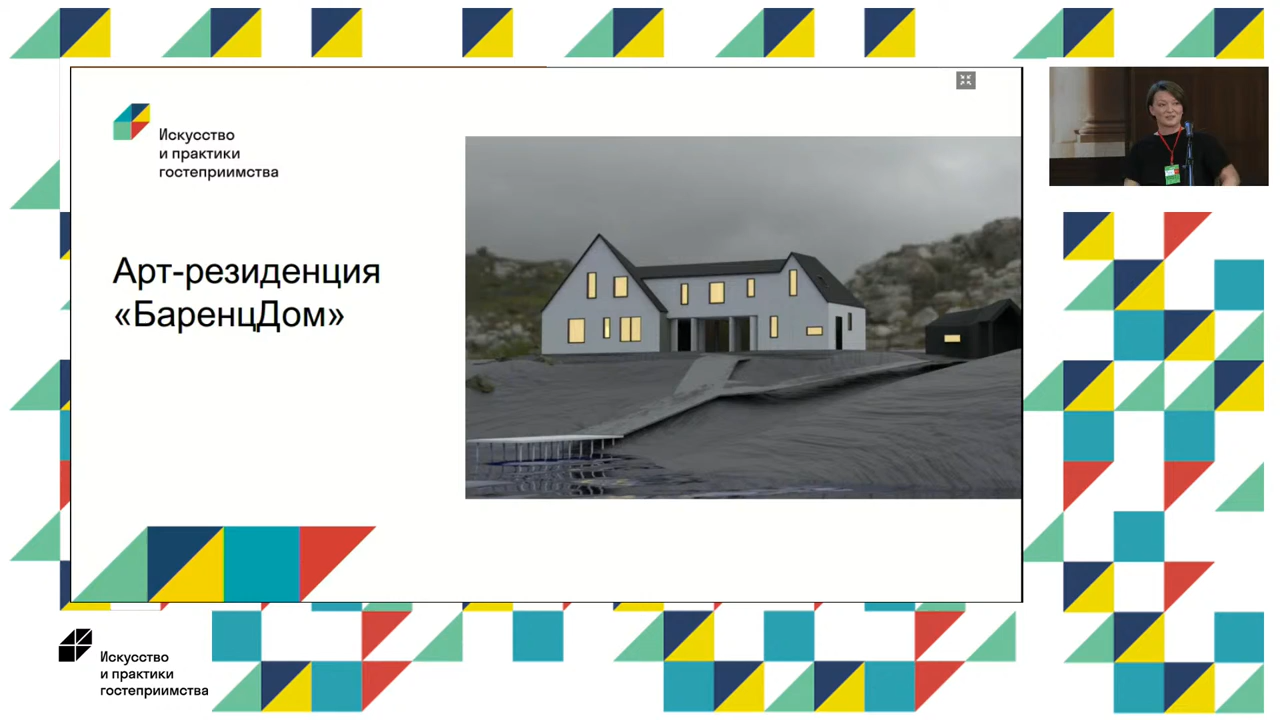 Искусство
и практики
гостеприимства
Арт-резиденция
«БаренцДом»
Искусство
и практики
гостеприимства